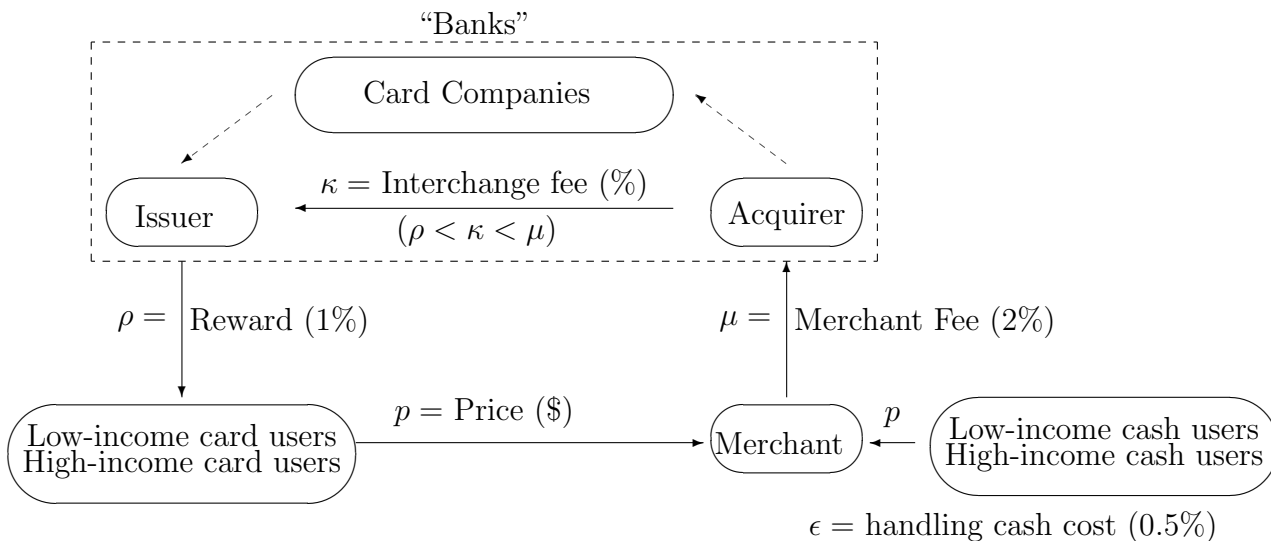 “Banks”
Card Companies
κ = Interchange fee (%)
Issuer
Acquirer
(ρ < κ < μ)
ρ = Reward (1%)
μ = Merchant Fee (2%)
p = Price ($)
p
Low-income card users
High-income card users
Merchant
Low-income cash users
High-income cash users
ϵ = handling cash cost (0.5%)